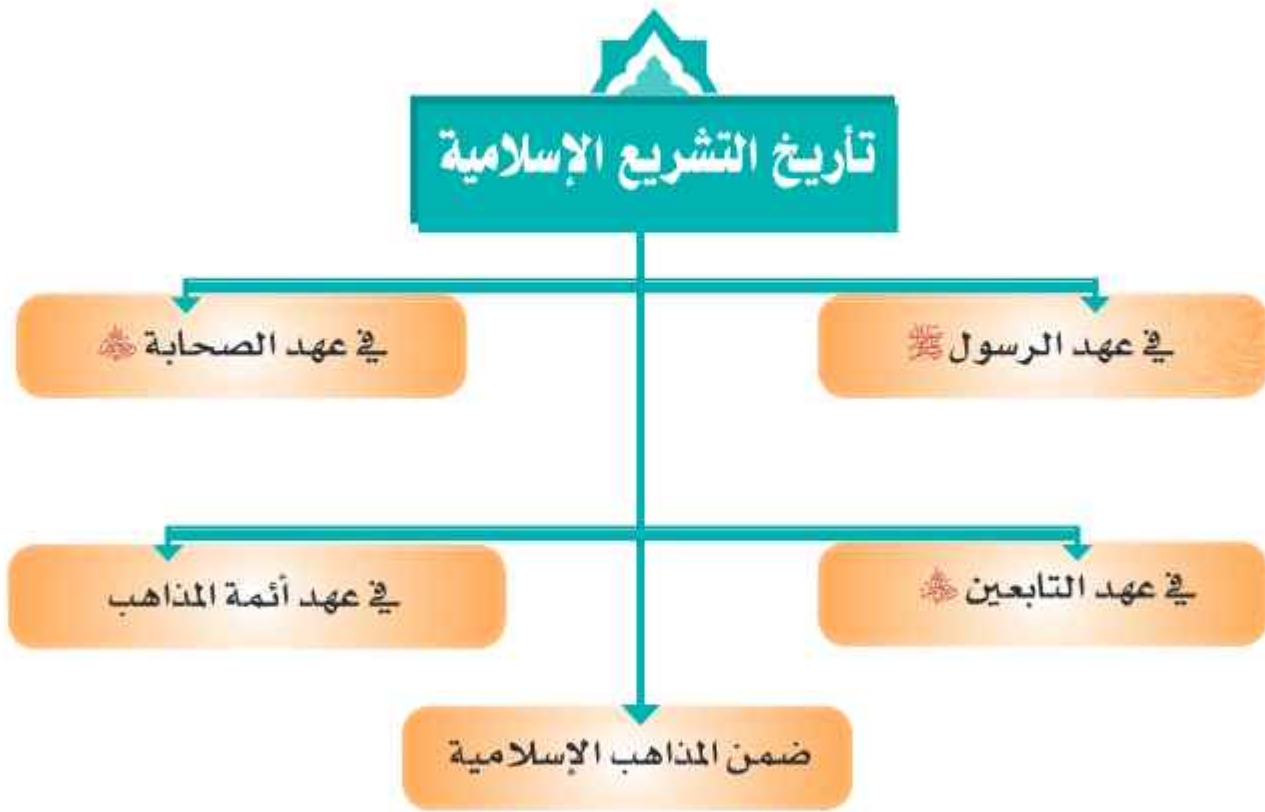 تأريخ التشريع الإسلامية
في عهد الرسول ﷺ
في عهد الصحابة
في عهد التابعين
في عهد أئمة المذاهب
ضمن المذاهب الإسلامية